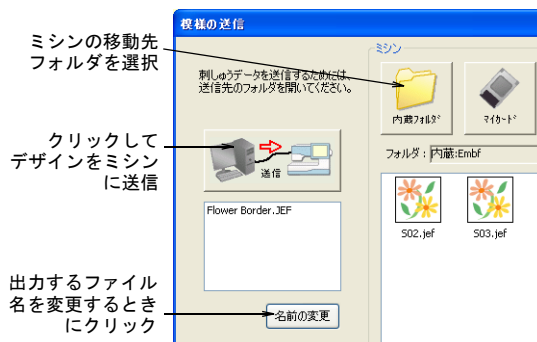 模様の送信
ミシンの移動先
フォルダを選択
刺しゅうデータを送信するためには、
送信先のフォルダを開いてください。
ミシン
内蔵フォルダ
マイカード
クリックして
デザインをミシン
に送信
送信
フォルダ : 内蔵:Embf
Flower Border.JEF
S02.jef
S03.jef
出力するファイル
名を変更するとき
にクリック
名前の変更